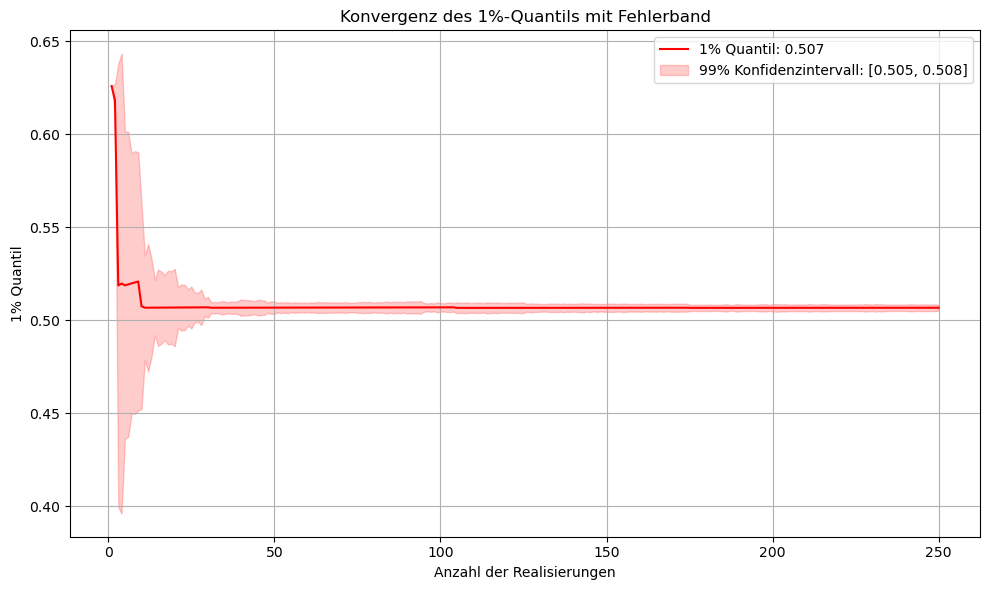 Konvergenz des 1%-Quantils mit Fehlerband
1% Quantil: 0.507
99% Konfidenzintervall: [0.505, 0.508]
1% Quantil
0.65
0.60
0.55
0.50
0.45
0.40
0
50
100
150
200
250
Anzahl der Realisierungen